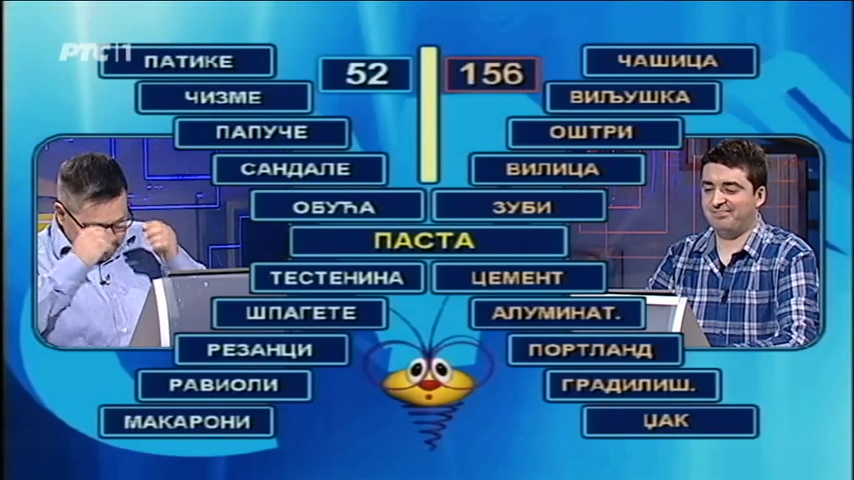 РТС 1
ПАТИКЕ
52
156
ЧАШИЦА
ЧИЗМЕ
ВИЉУШКА
ПАПУЧЕ
ОШТРИ
САНДАЛЕ
ВИЛИЦА
ОБУЋА
ЗУБИ
ПАСТА
ТЕСТЕНИНА
ЦЕМЕНТ
ШПАГЕТЕ
АЛУМИНАТ.
РЕЗАНЦИ
ПОРТЛАНД
РАВИОЛИ
ГРАДИЛИШ.
МАКАРОНИ
ЏАК